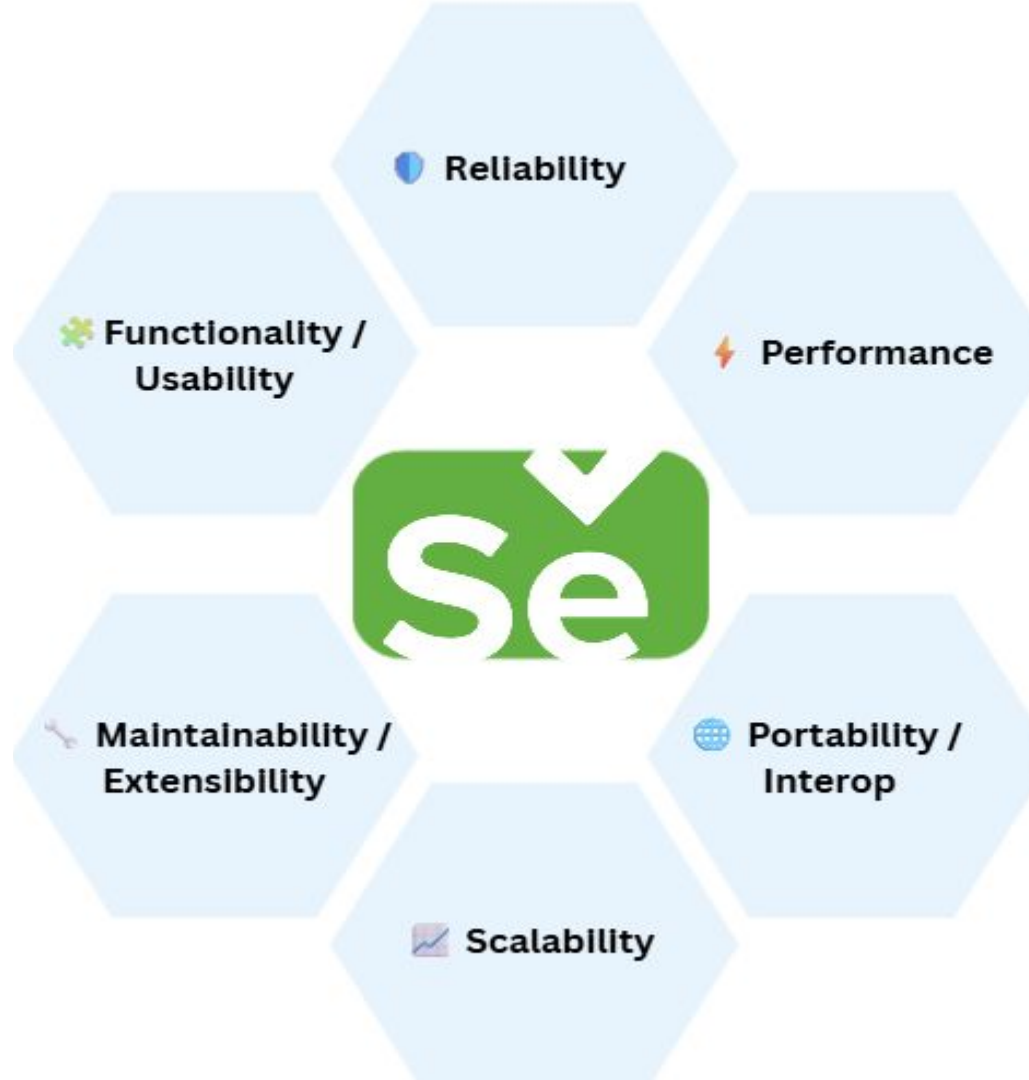 Reliability
Functionality /
Usability
Performance
Se
Maintainability /
Extensibility
Portability /
Interop
Scalability